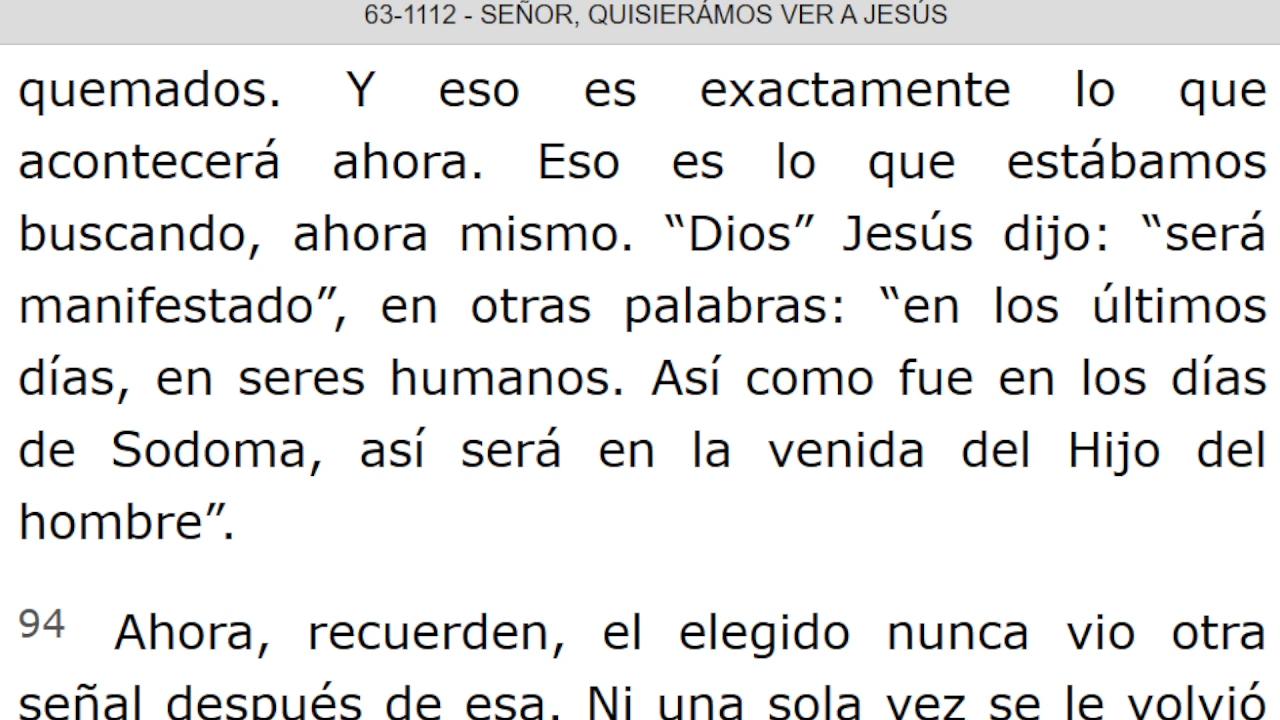 63-1112 - SEÑOR, QUISIERÁMOS VER A JESÚS
quemados. Y eso es exactamente lo que
acontecerá ahora. Eso es lo que estábamos
buscando, ahora mismo. “Dios” Jesús dijo: “será
manifestado”, en otras palabras: “en los últimos
días, en seres humanos. Así como fue en los días
de Sodoma, así será en la venida del Hijo del
hombre”.
94 Ahora, recuerden, el elegido nunca vio otra
señal después de esa. Ni una sola vez se le volvió